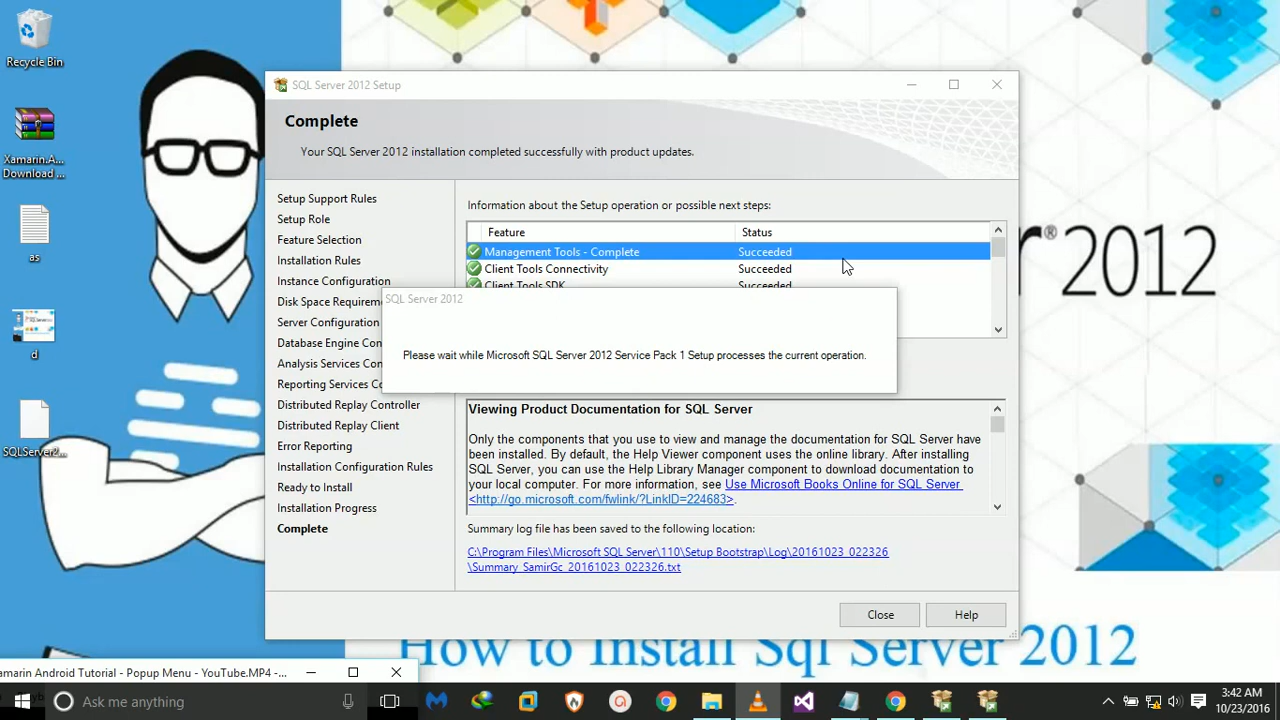 Recycle Bin
Xamarin.A...
Download ...
as
d
SQLServer2...
SQL Server 2012 Setup
Complete
Your SQL Server 2012 installation completed successfully with product updates.
Setup Support Rules
Setup Role
Feature Selection
Installation Rules
Instance Configuration
Disk Space Requirem
Server Configuration
Database Engine Con
Analysis Services Con
Reporting Services Co
Distributed Replay Controller
Distributed Replay Client
Error Reporting
Installation Configuration Rules
Ready to Install
Installation Progress
Complete
Information about the Setup operation or possible next steps:
Feature Status
Management Tools - Complete Succeeded
Client Tools Connectivity Succeeded
Client Tools SDK Succeeded
SQL Server 2012
Please wait while Microsoft SQL Server 2012 Service Pack 1 Setup processes the current operation.
Viewing Product Documentation for SQL Server
Only the components that you use to view and manage the documentation for SQL Server have
been installed. By default, the Help Viewer component uses the online library. After installing
SQL Server, you can use the Help Library Manager component to download documentation to
your local computer. For more information, see Use Microsoft Books Online for SQL Server
<http://go.microsoft.com/fwlink/?LinkID=224683>.
Summary log file has been saved to the following location:
C:\Program Files\Microsoft SQL Server\110\Setup Bootstrap\Log\20161023_022326
\Summary_SamirGc_20161023_022326.txt
Close Help
® 2012
How to Install Sql Server 2012
amarin Android Tutorial - Popup Menu - YouTube.MP4 -...
Ask me anything
3:42 AM
10/23/2016